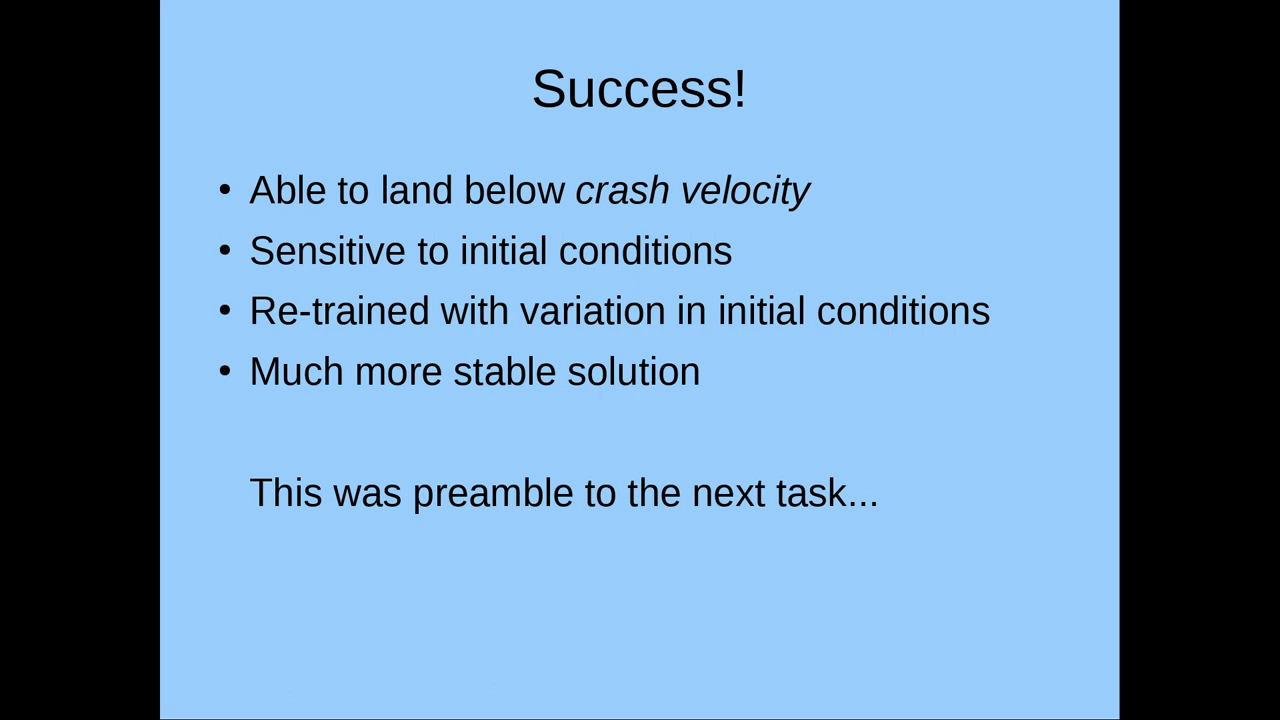 Success!
• Able to land below crash velocity
• Sensitive to initial conditions
• Re-trained with variation in initial conditions
• Much more stable solution
This was preamble to the next task...